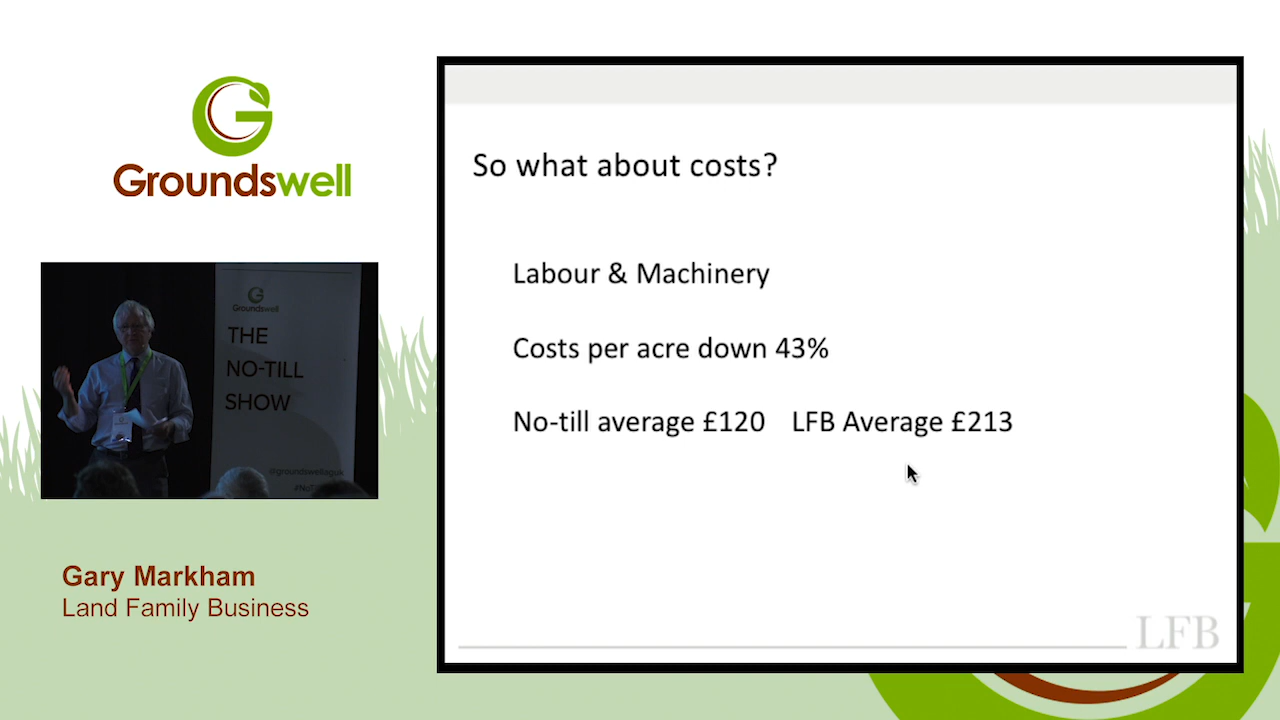 Groundswell
Groundswell
THE
NO-TILL
SHOW
@groundswellaguk
Gary Markham
Land Family Business
So what about costs?
Labour & Machinery
Costs per acre down 43%
No-till average £120 LFB Average £213
LFB